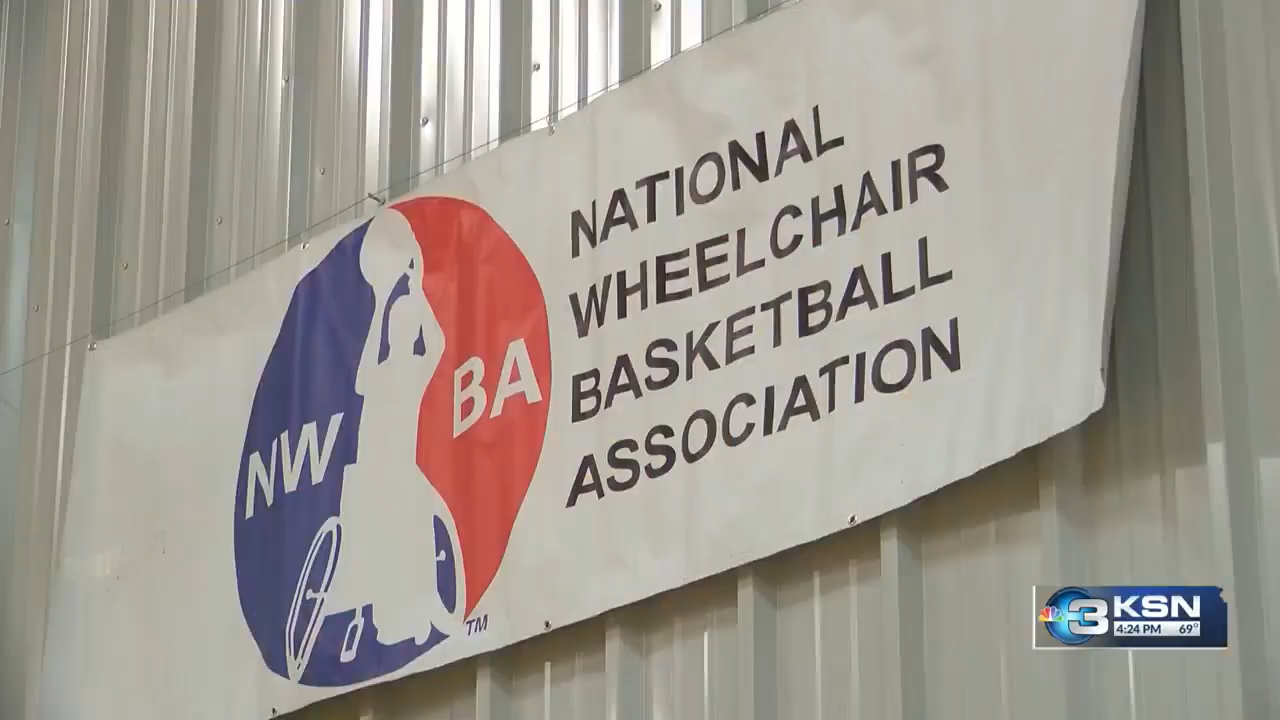 NATIONAL
WHEELCHAIR
BASKETBALL
ASSOCIATION
NW
BA
TM
3 KSN
4:24 PM 69°